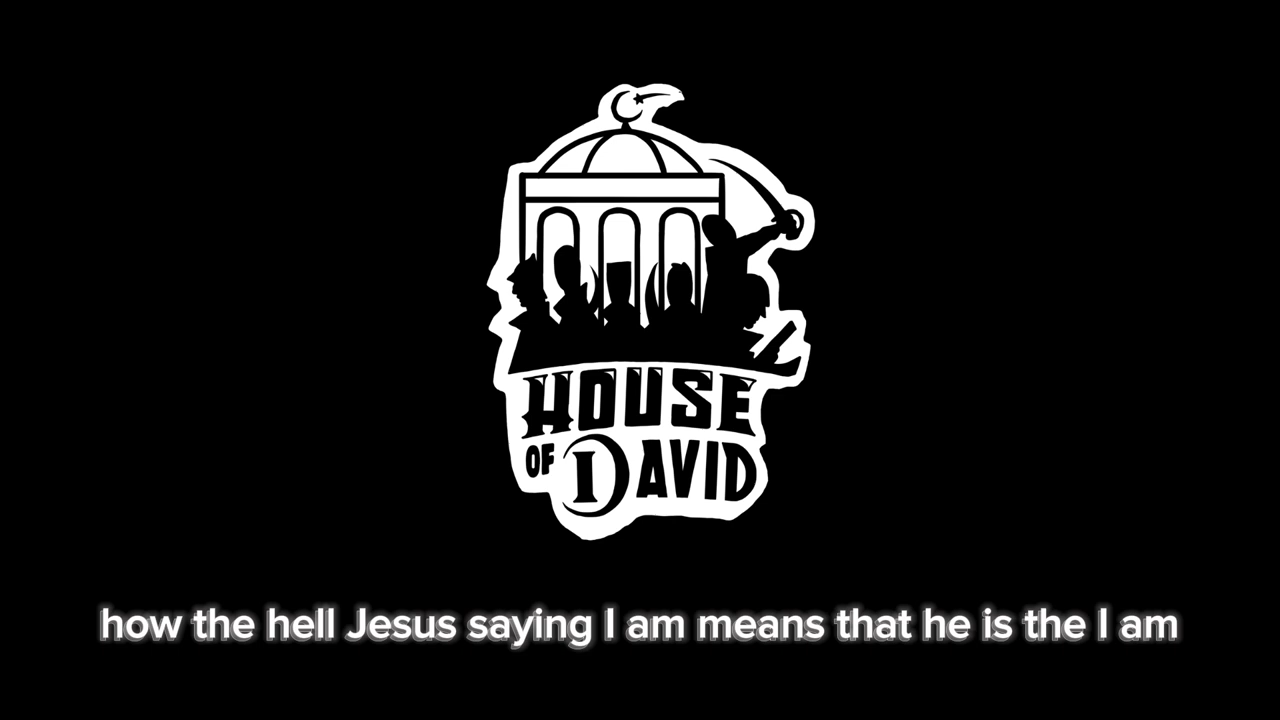 HOUSE
OF DAVID
how the hell Jesus saying I am means that he is the I am